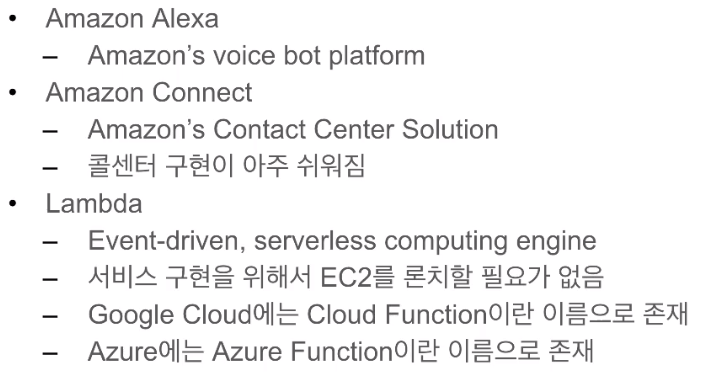 • Amazon Alexa
– Amazon’s voice bot platform
• Amazon Connect
– Amazon’s Contact Center Solution
– 콜센터 구현이 아주 쉬워짐
• Lambda
– Event-driven, serverless computing engine
– 서비스 구현을 위해서 EC2를 론치할 필요가 없음
– Google Cloud에는 Cloud Function이란 이름으로 존재
– Azure에는 Azure Function이란 이름으로 존재